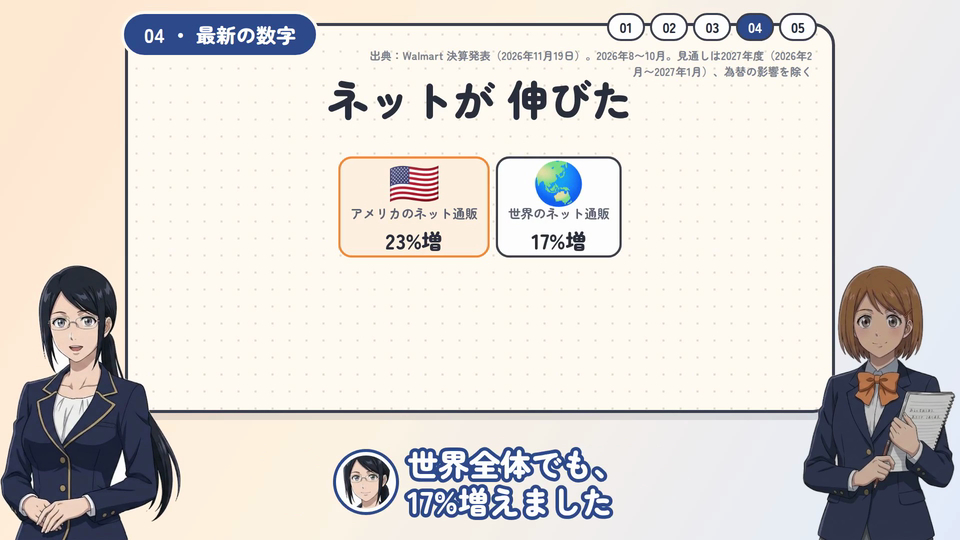 04 ・ 最新の数字
01 02 03 04 05
出典：Walmart 決算発表（2026年11月19日）。2026年8〜10月。見通しは2027年度（2026年2
月〜2027年1月）、為替の影響を除く
ネットが 伸びた
アメリカのネット通販
23%増
世界のネット通販
17%増
世界全体でも、
17%増えました